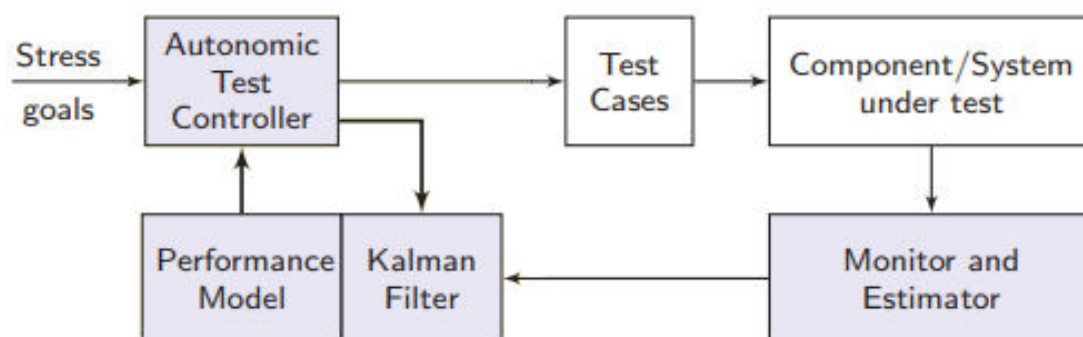 Stress
goals
Autonomic
Test
Controller
Test
Cases
Component/System
under test
Performance
Model
Kalman
Filter
Monitor and
Estimator